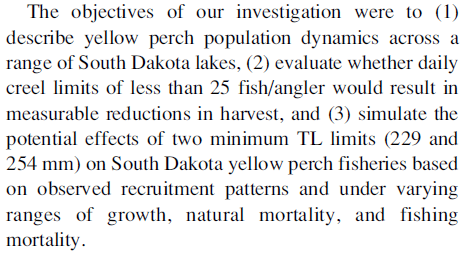 The objectives of our investigation were to (1)
describe yellow perch population dynamics across a
range of South Dakota lakes, (2) evaluate whether daily
creel limits of less than 25 fish/angler would result in
measurable reductions in harvest, and (3) simulate the
potential effects of two minimum TL limits (229 and
254 mm) on South Dakota yellow perch fisheries based
on observed recruitment patterns and under varying
ranges of growth, natural mortality, and fishing
mortality.